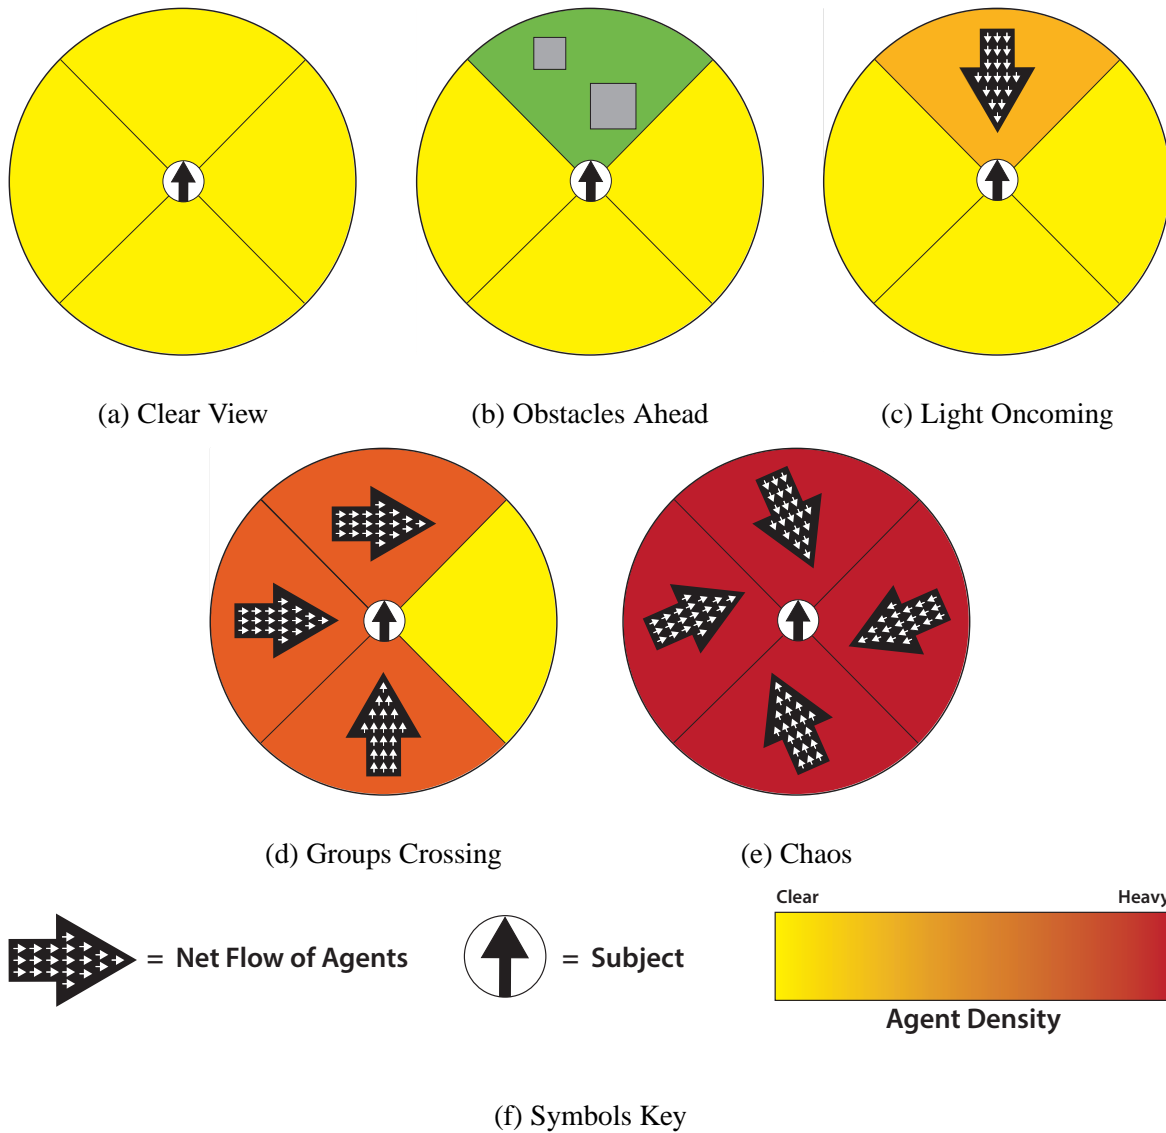 (a) Clear View
(b) Obstacles Ahead
(c) Light Oncoming
(d) Groups Crossing
(e) Chaos
= Net Flow of Agents
= Subject
Clear
Heavy
Agent Density
(f) Symbols Key